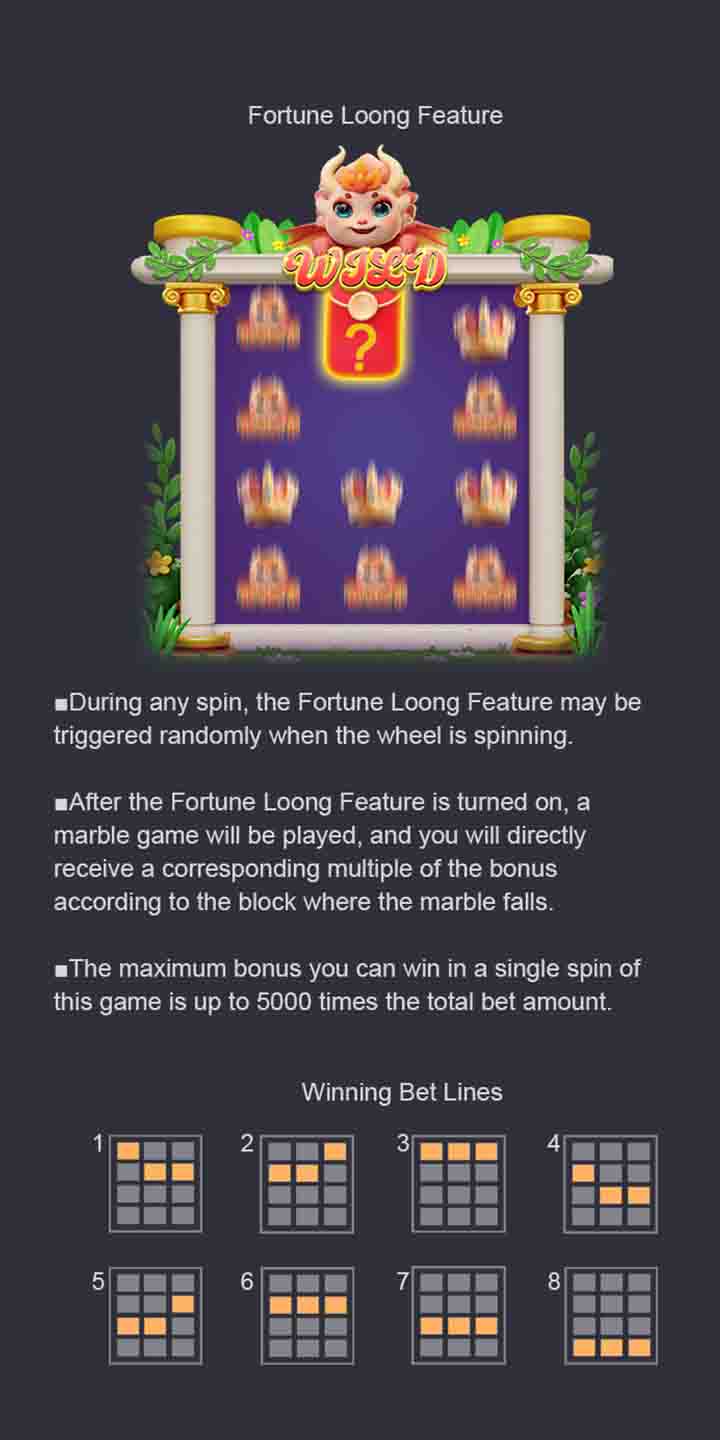 Fortune Loong Feature
WILD
?
■During any spin, the Fortune Loong Feature may be
triggered randomly when the wheel is spinning.
■After the Fortune Loong Feature is turned on, a
marble game will be played, and you will directly
receive a corresponding multiple of the bonus
according to the block where the marble falls.
■The maximum bonus you can win in a single spin of
this game is up to 5000 times the total bet amount.
Winning Bet Lines
1 2 3 4
5 6 7 8